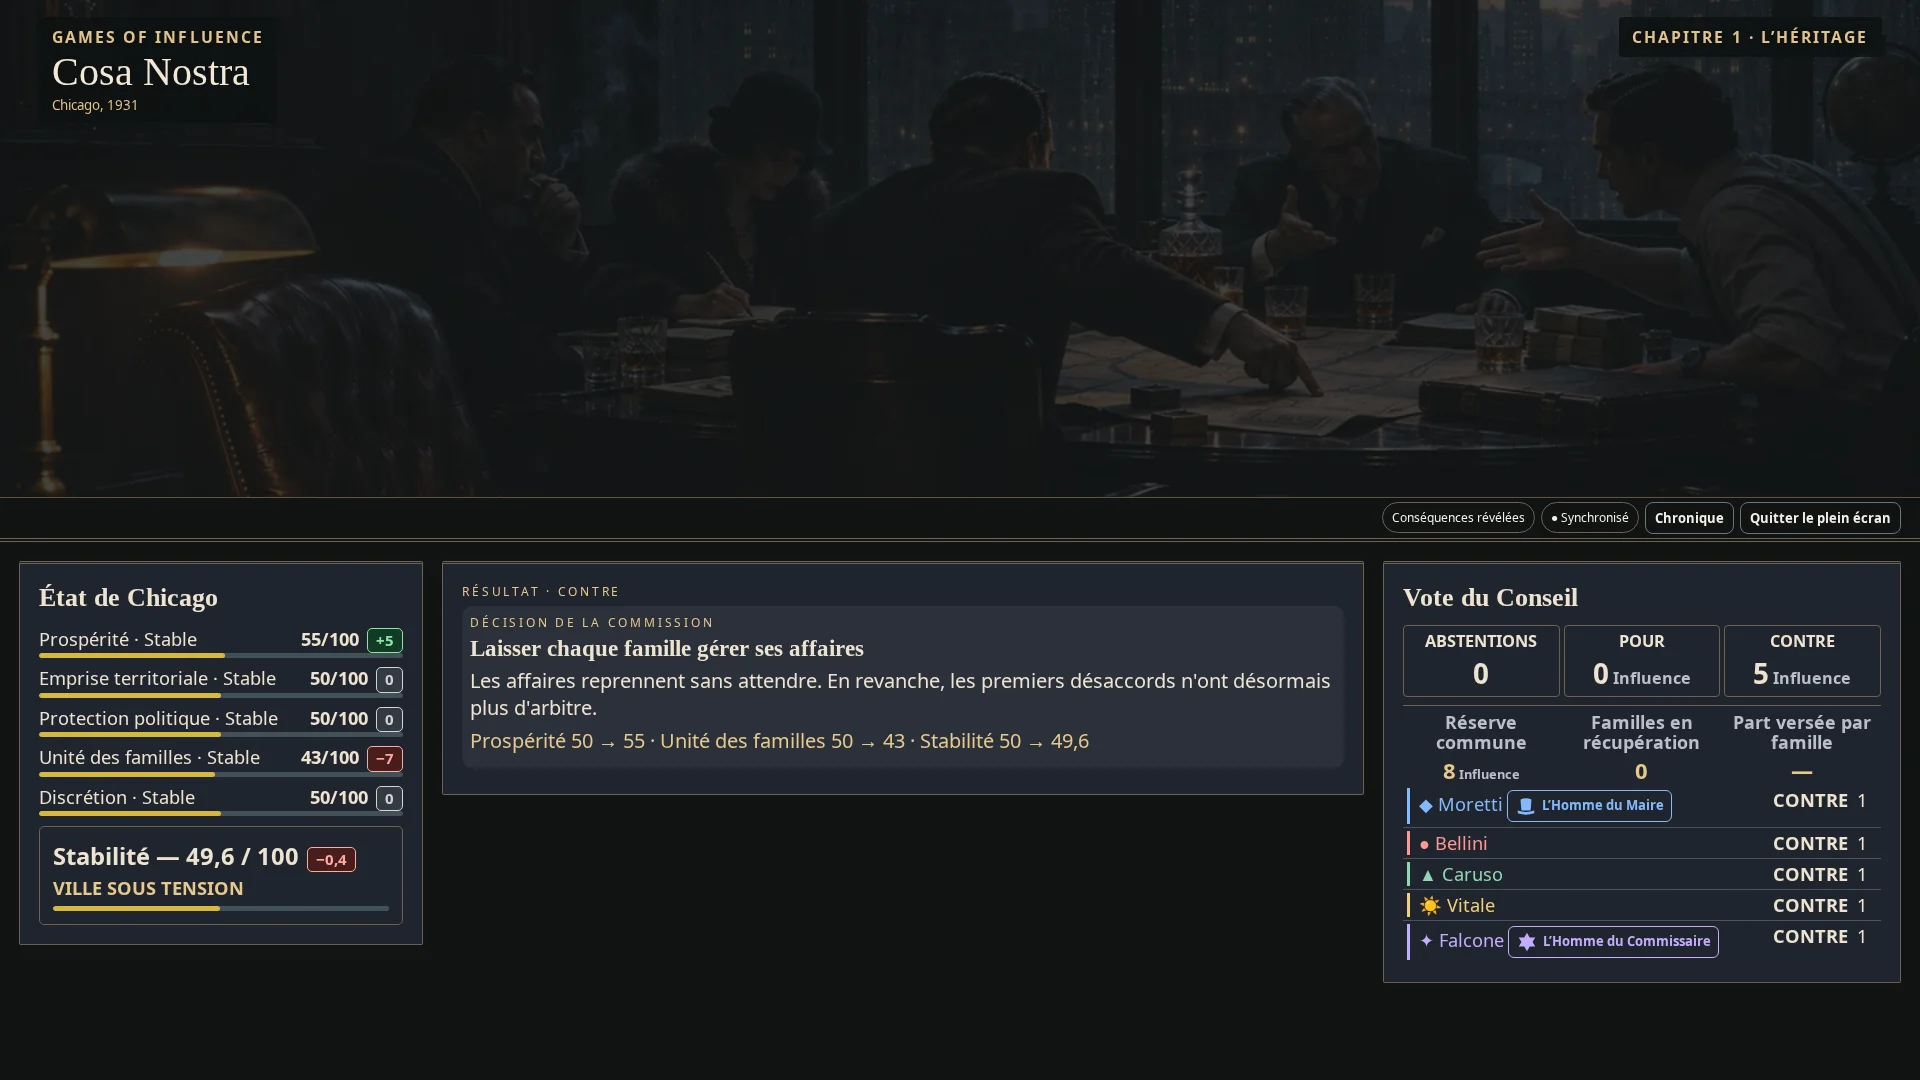 GAMES OF INFLUENCE
Cosa Nostra
Chicago, 1931
CHAPITRE 1 · L’HÉRITAGE
Conséquences révélées
● Synchronisé
Chronique
Quitter le plein écran
État de Chicago
Prospérité · Stable 55/100 +5
Emprise territoriale · Stable 50/100 0
Protection politique · Stable 50/100 0
Unité des familles · Stable 43/100 −7
Discrétion · Stable 50/100 0
Stabilité — 49,6 / 100 −0,4
VILLE SOUS TENSION
RÉSULTAT · CONTRE
DÉCISION DE LA COMMISSION
Laisser chaque famille gérer ses affaires
Les affaires reprennent sans attendre. En revanche, les premiers désaccords n'ont désormais
plus d'arbitre.
Prospérité 50 → 55 · Unité des familles 50 → 43 · Stabilité 50 → 49,6
Vote du Conseil
ABSTENTIONS
0
POUR
0 Influence
CONTRE
5 Influence
Réserve
commune
8 Influence
Familles en
récupération
0
Part versée par
famille
—
◆ Moretti L’Homme du Maire CONTRE 1
● Bellini CONTRE 1
▲ Caruso CONTRE 1
☀ Vitale CONTRE 1
✦ Falcone L’Homme du Commissaire CONTRE 1